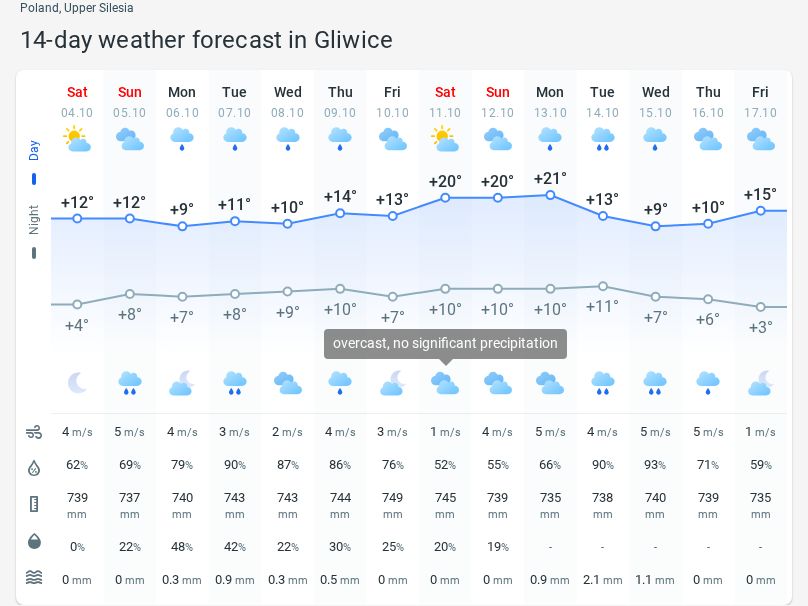 Poland, Upper Silesia
14-day weather forecast in Gliwice
Sat Sun Mon Tue Wed Thu Fri Sat Sun Mon Tue Wed Thu Fri
04.10 05.10 06.10 07.10 08.10 09.10 10.10 11.10 12.10 13.10 14.10 15.10 16.10 17.10
Day
+12° +12° +9° +11° +10° +14° +13° +20° +20° +21° +13° +9° +10° +15°
Night
+4° +8° +7° +8° +9° +10° +7° +10° +10° +10° +11° +7° +6° +3°
overcast, no significant precipitation
4 m/s 5 m/s 4 m/s 3 m/s 2 m/s 4 m/s 3 m/s 1 m/s 4 m/s 5 m/s 4 m/s 5 m/s 5 m/s 1 m/s
62% 69% 79% 90% 87% 86% 76% 52% 55% 66% 90% 93% 71% 59%
739 737 740 743 743 744 749 745 739 735 738 740 739 735
mm mm mm mm mm mm mm mm mm mm mm mm mm mm
0% 22% 48% 42% 22% 30% 25% 20% 19% - - - - -
0 mm 0 mm 0.3 mm 0.9 mm 0.3 mm 0.5 mm 0 mm 0 mm 0 mm 0.9 mm 2.1 mm 1.1 mm 0 mm 0 mm